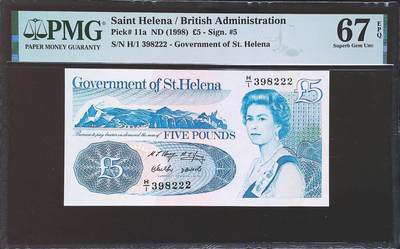 PMG
PAPER MONEY GUARANTY
Saint Helena / British Administration
Pick# 11a ND (1998) £5 - Sign. #5
S/N H/1 398222 - Government of St. Helena
67 EPQ
Superb Gem Unc
Government of St. Helena
H/1 398222
£5
FIVE POUNDS
£5
H/1 398222